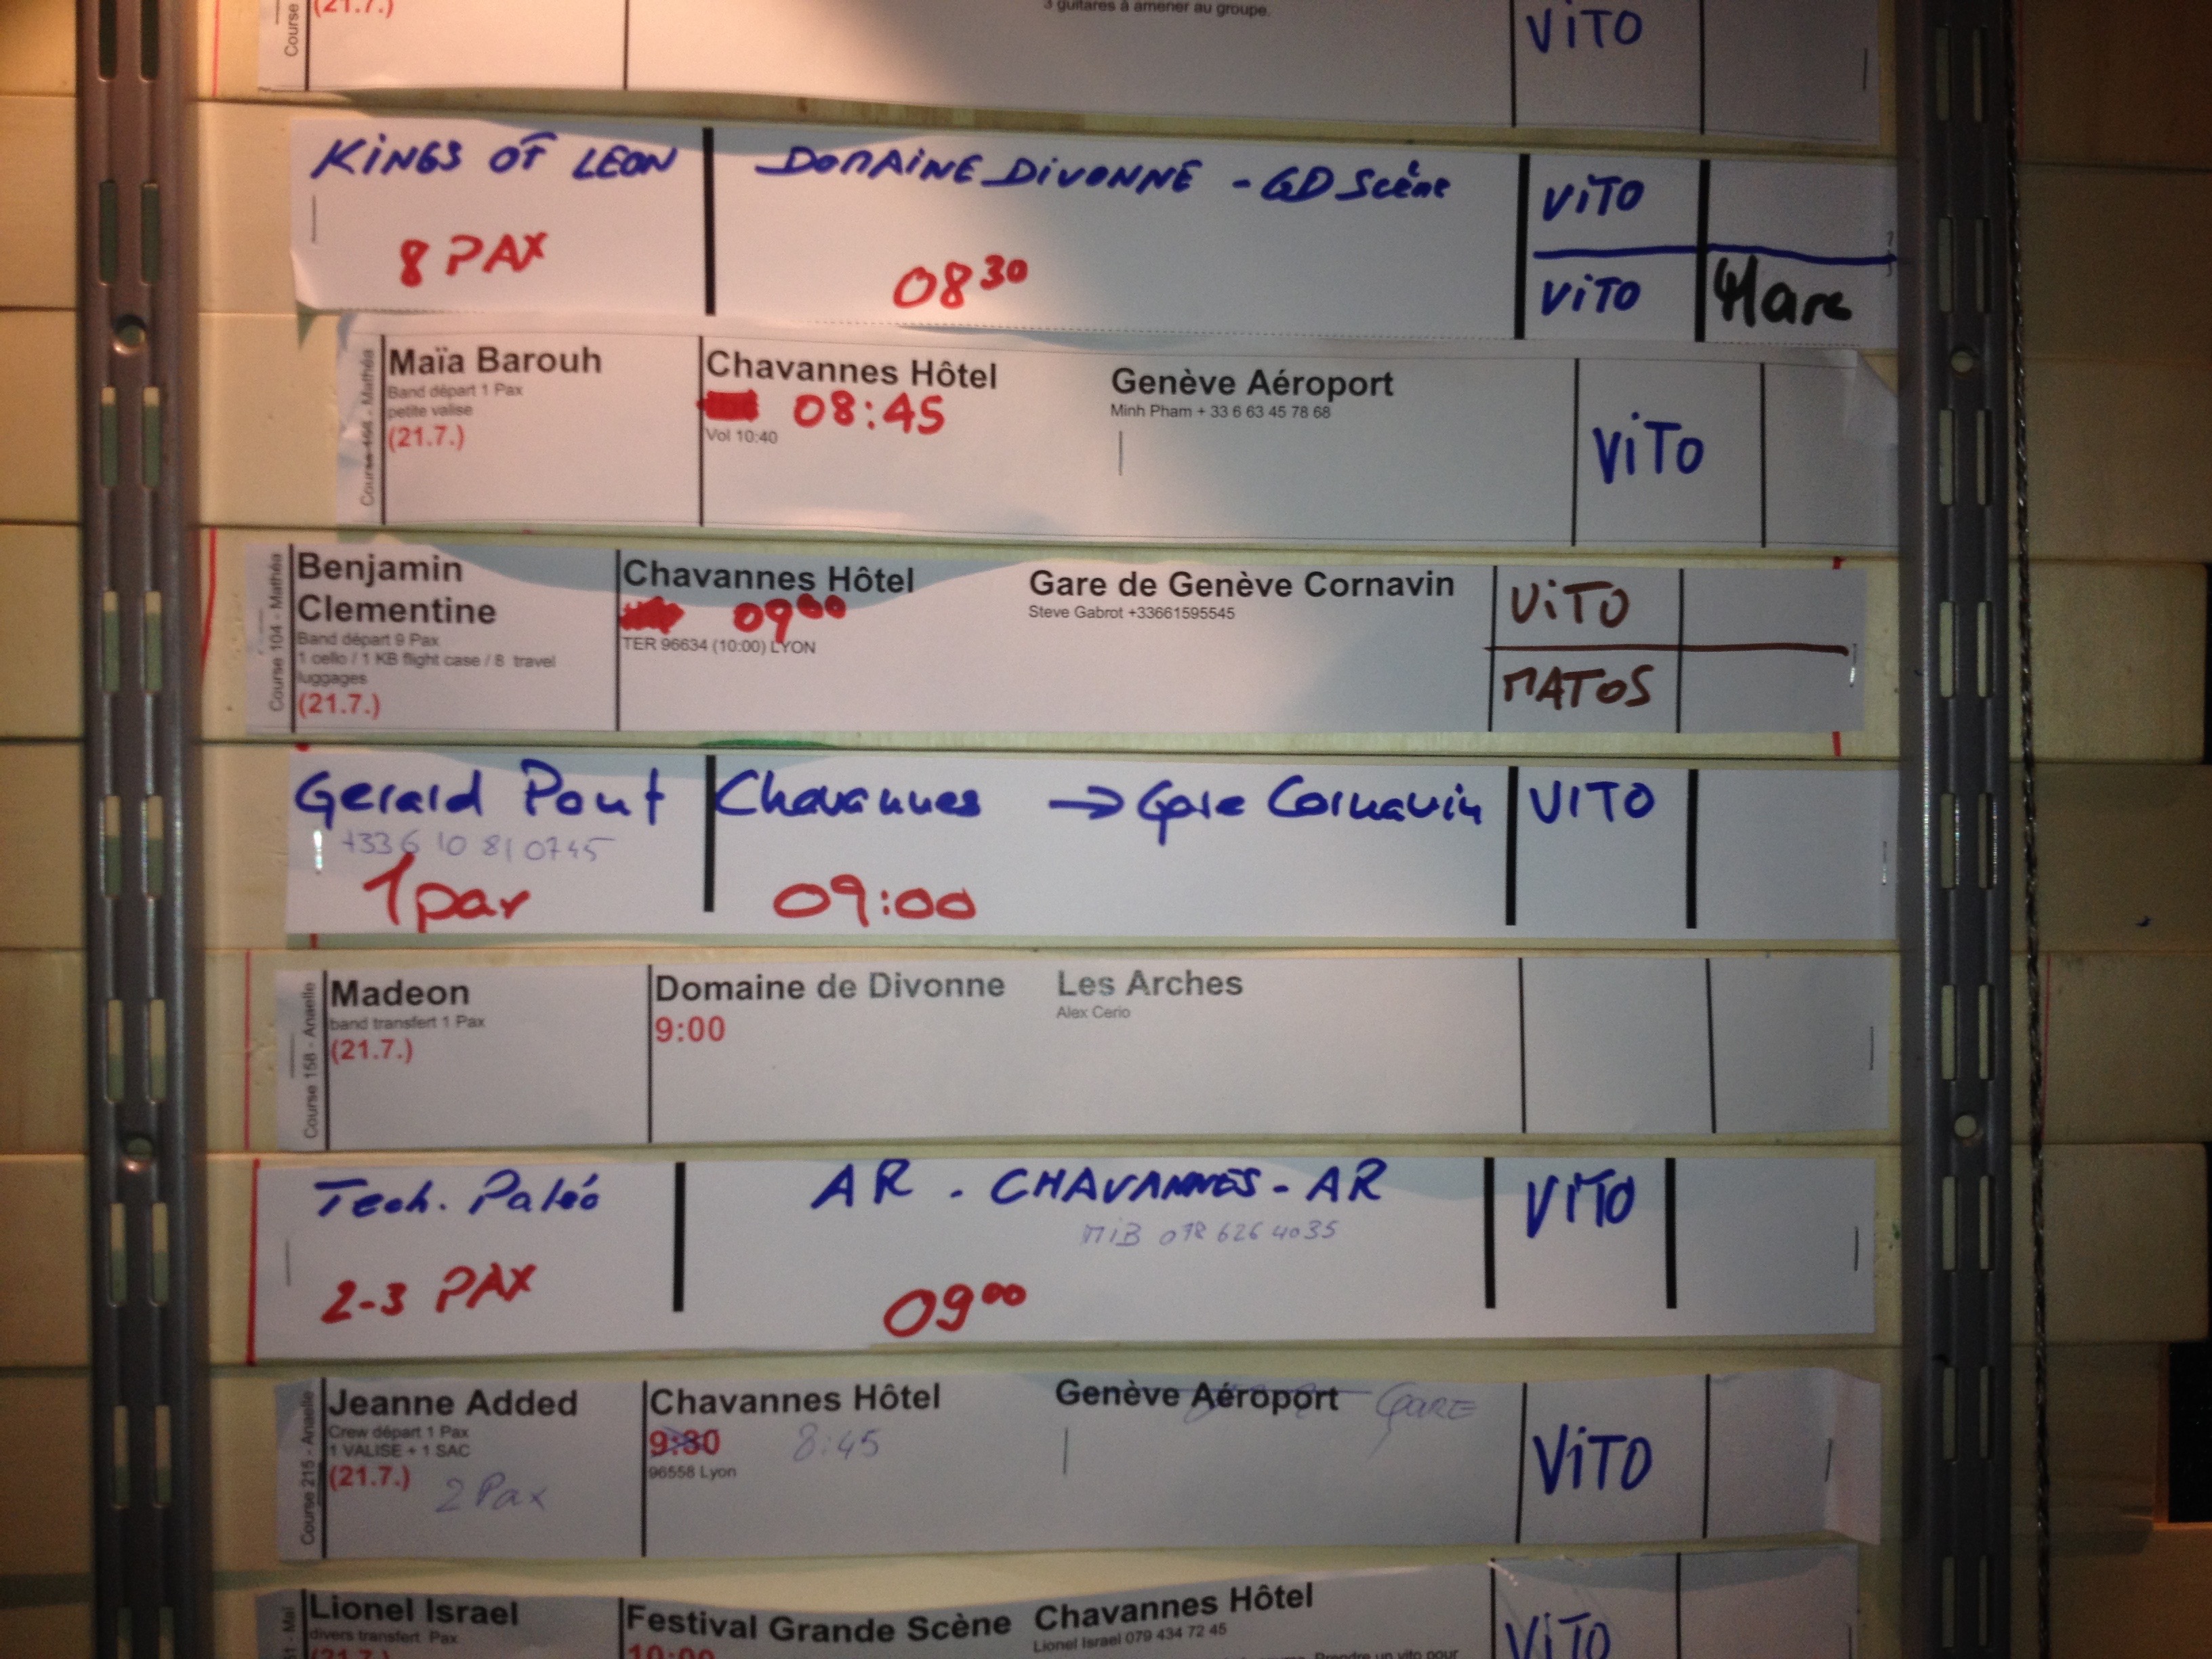 Course
(21.7.)
3 guitares à amener au groupe.
ViTO
KiNGS OF LEON
DOMAINE DiVONNE - GD Scène
ViTO
8 PAX
08 30
ViTO
Marc
Course 156 - Mathéa
Maïa Barouh
Band départ 1 Pax
petite valise
(21.7.)
Chavannes Hôtel
08:45
Vol 10:40
Genève Aéroport
Minh Pham + 33 6 63 45 78 68
ViTO
Course 104 - Mathéa
Benjamin
Clementine
Band départ 9 Pax
1 cello / 1 KB flight case / 8 travel
luggages
(21.7.)
Chavannes Hôtel
09 00
TER 96634 (10:00) LYON
Gare de Genève Cornavin
Steve Gabrot +33661595545
ViTO
MATOS
Gerald Pont
+33 6 10 81 07 45
1 pax
Chavannes → Gare Cornavin
09:00
VITO
Course 158 - Anaelle
Madeon
band transfert 1 Pax
(21.7.)
Domaine de Divonne
9:00
Les Arches
Alex Cerio
Tech. Paléo
2-3 PAX
AR - CHAVANNES - AR
MiB 078 626 4035
09 00
ViTO
Course 215 - Anaelle
Jeanne Added
Crew départ 1 Pax
1 VALISE + 1 SAC
(21.7.)
2 Pax
Chavannes Hôtel
9:30 8:45
96558 Lyon
Genève Aéroport GARE
ViTO
Lionel Israel
divers transfert Pax
(21.7.)
Festival Grande Scène
10:00
Chavannes Hôtel
Lionel Israel 079 434 72 45
Prendre un vito pour
ViTO